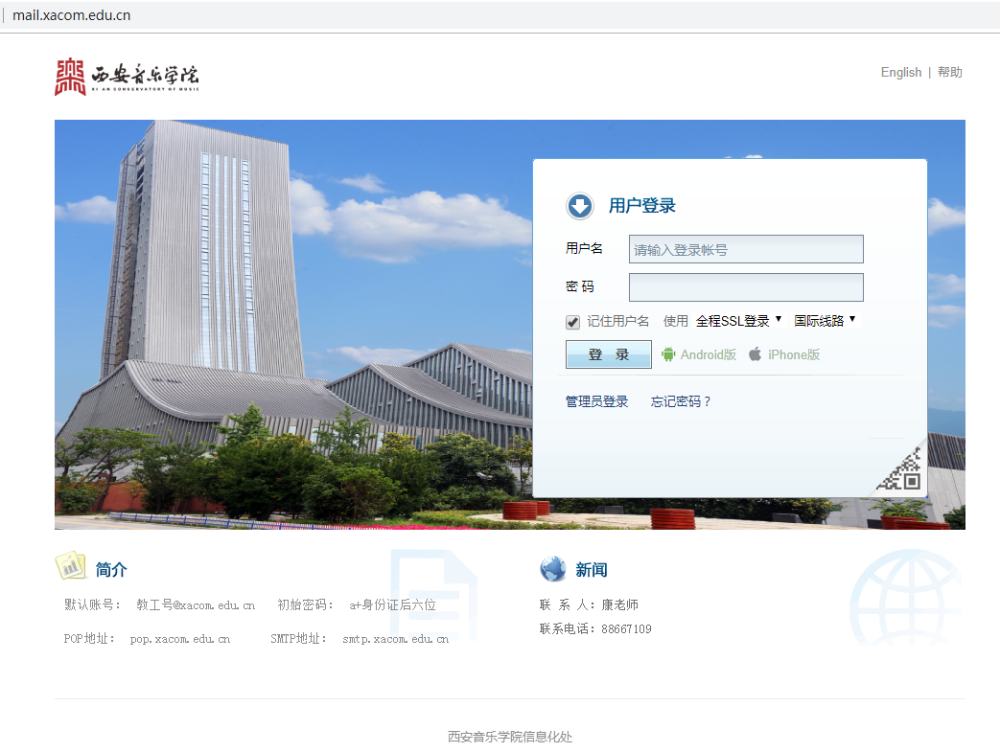 mail.xacom.edu.cn
西安音乐学院
XI'AN CONSERVATORY OF MUSIC
English | 帮助
用户登录
用户名 请输入登录帐号
密 码
记住用户名 使用 全程SSL登录 国际线路
登 录 Android版 iPhone版
管理员登录 忘记密码？
简介
默认账号： 教工号@xacom.edu.cn 初始密码： a+身份证后六位
POP地址： pop.xacom.edu.cn SMTP地址： smtp.xacom.edu.cn
新闻
联 系 人：康老师
联系电话：88667109
西安音乐学院信息化处